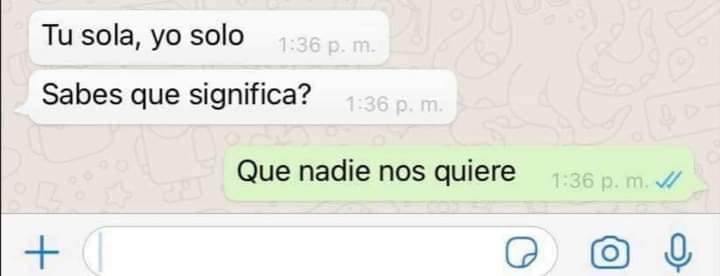 Tu sola, yo solo 1:36 p. m.
Sabes que significa? 1:36 p. m.
Que nadie nos quiere 1:36 p. m.